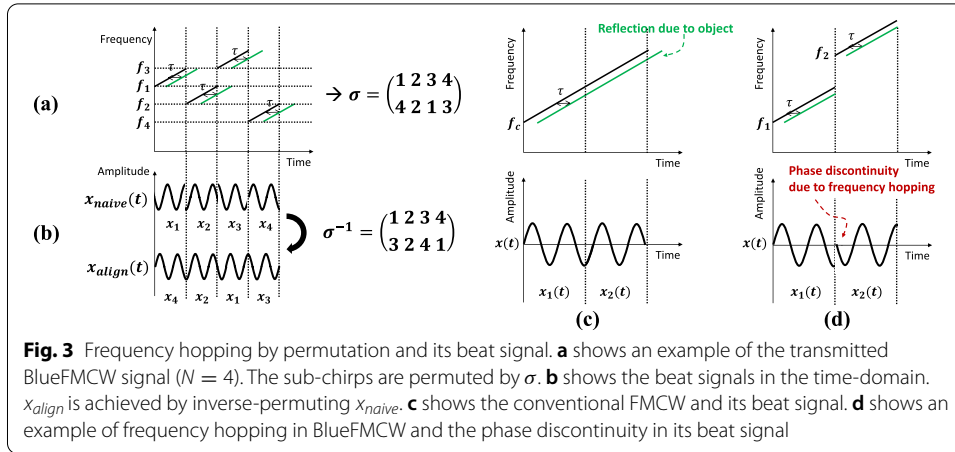 Frequency
f3
f1
f2
f4
τ
τ
τ
τ
Time
(a)
→ σ = (1 2 3 4
4 2 1 3)
Amplitude
x_naive(t)
x1 x2 x3 x4
(b)
x_align(t)
x4 x2 x1 x3
σ⁻¹ = (1 2 3 4
3 2 4 1)
Frequency
fc
τ
Reflection due to object
Time
Amplitude
x(t)
Time
x1(t) x2(t)
(c)
Frequency
f2
f1
τ
τ
Time
Phase discontinuity
due to frequency hopping
Amplitude
x(t)
Time
x1(t) x2(t)
(d)
Fig. 3 Frequency hopping by permutation and its beat signal. a shows an example of the transmitted
BlueFMCW signal (N = 4). The sub-chirps are permuted by σ. b shows the beat signals in the time-domain.
x_align is achieved by inverse-permuting x_naive. c shows the conventional FMCW and its beat signal. d shows an
example of frequency hopping in BlueFMCW and the phase discontinuity in its beat signal